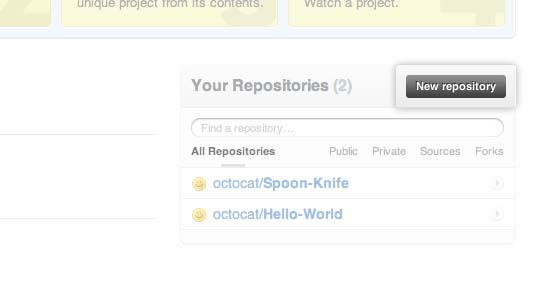 unique project from its contents.
Watch a project.
Your Repositories (2)
New repository
Find a repository...
All Repositories Public Private Sources Forks
octocat/Spoon-Knife
octocat/Hello-World